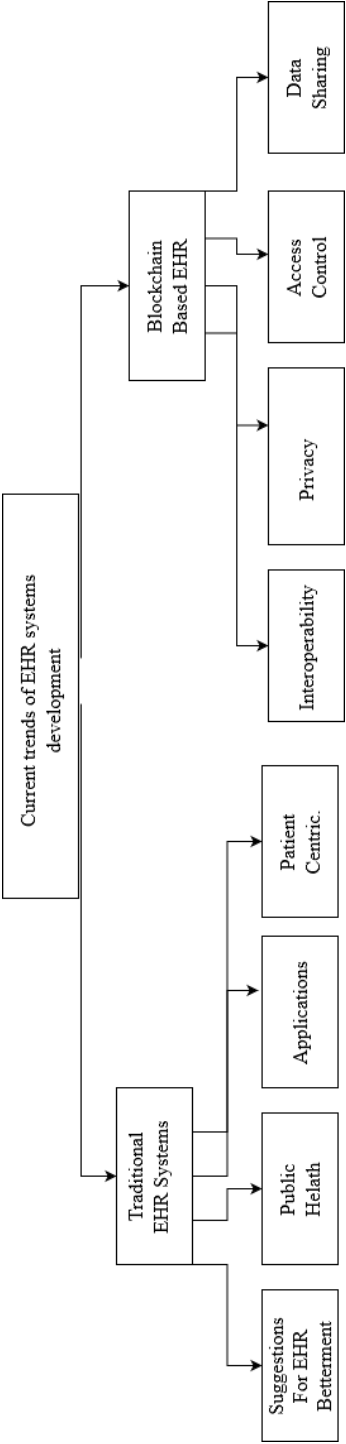 Current trends of EHR systems
development
Traditional
EHR Systems
Blockchain
Based EHR
Suggestions
For EHR
Betterment
Public
Helath
Applications
Patient
Centric.
Interoperability
Privacy
Access
Control
Data
Sharing